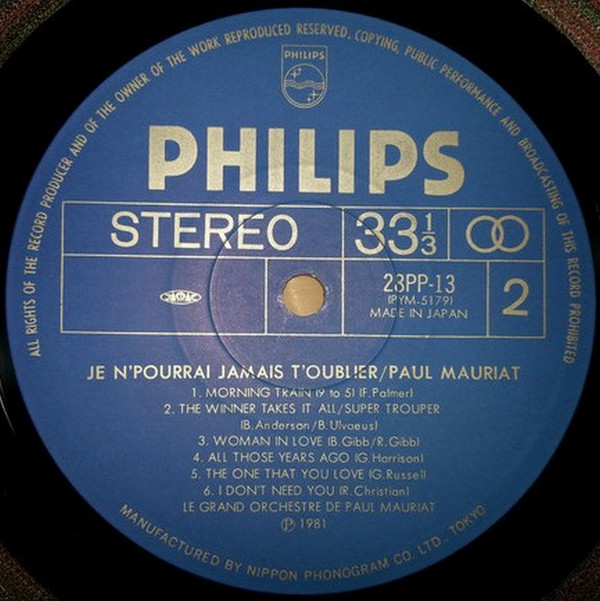 ALL RIGHTS OF THE RECORD PRODUCER AND OF THE OWNER OF THE WORK REPRODUCED RESERVED. COPYING, PUBLIC PERFORMANCE AND BROADCASTING OF THIS RECORD PROHIBITED
PHILIPS
PHILIPS
STEREO 33 1/3
JASRAC 23PP-13 2
(PYM-5179)
MADE IN JAPAN
JE N'POURRAI JAMAIS T'OUBLIER/PAUL MAURIAT
1. MORNING TRAIN (9 to 5) (F. Palmer)
2. THE WINNER TAKES IT ALL/SUPER TROUPER
(B. Anderson/B. Ulvaeus)
3. WOMAN IN LOVE (B. Gibb/R. Gibb)
4. ALL THOSE YEARS AGO (G. Harrison)
5. THE ONE THAT YOU LOVE (G. Russel)
6. I DON'T NEED YOU (R. Christian)
LE GRAND ORCHESTRE DE PAUL MAURIAT
℗ 1981
MANUFACTURED BY NIPPON PHONOGRAM CO. LTD., TOKYO